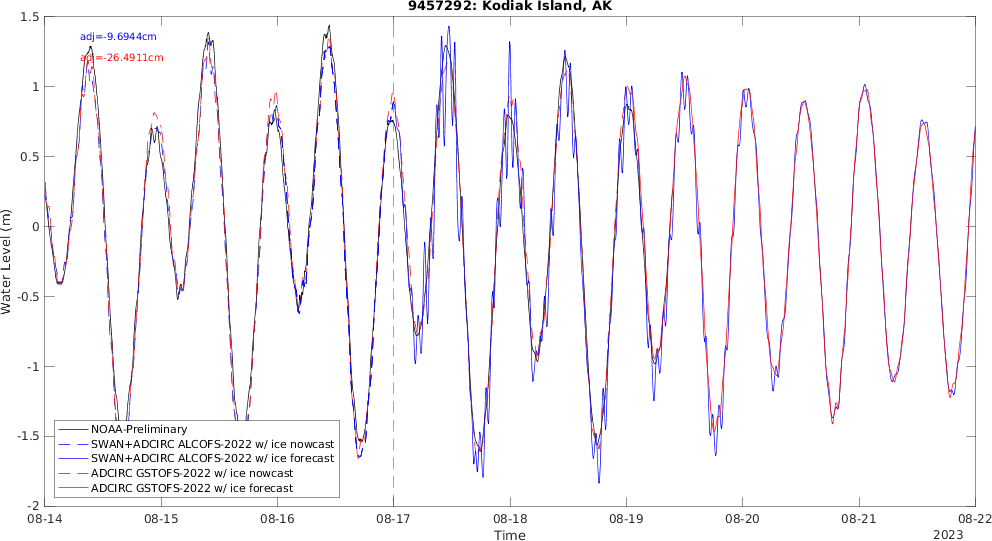 9457292: Kodiak Island, AK
adj=-9.6944cm
adj=-26.4911cm
Water Level (m)
1.5
1
0.5
0
-0.5
-1
-1.5
-2
NOAA-Preliminary
SWAN+ADCIRC ALCOFS-2022 w/ ice nowcast
SWAN+ADCIRC ALCOFS-2022 w/ ice forecast
ADCIRC GSTOFS-2022 w/ ice nowcast
ADCIRC GSTOFS-2022 w/ ice forecast
08-14 08-15 08-16 08-17 08-18 08-19 08-20 08-21 08-22
Time
2023